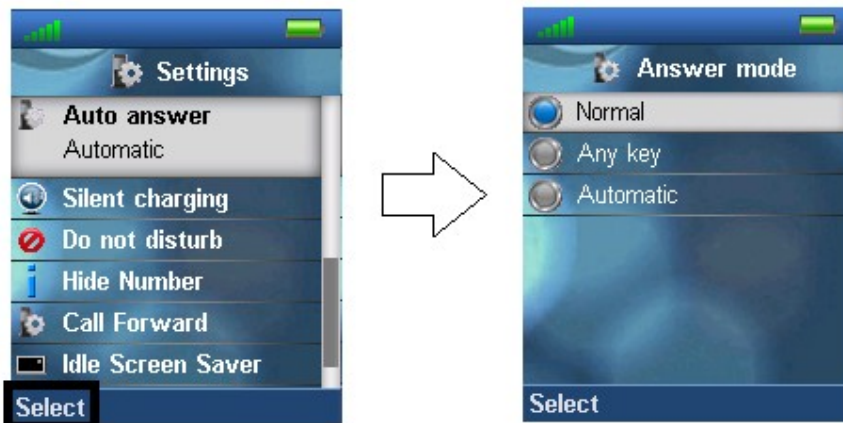 Settings
Auto answer
Automatic
Silent charging
Do not disturb
Hide Number
Call Forward
Idle Screen Saver
Select
Answer mode
Normal
Any key
Automatic
Select